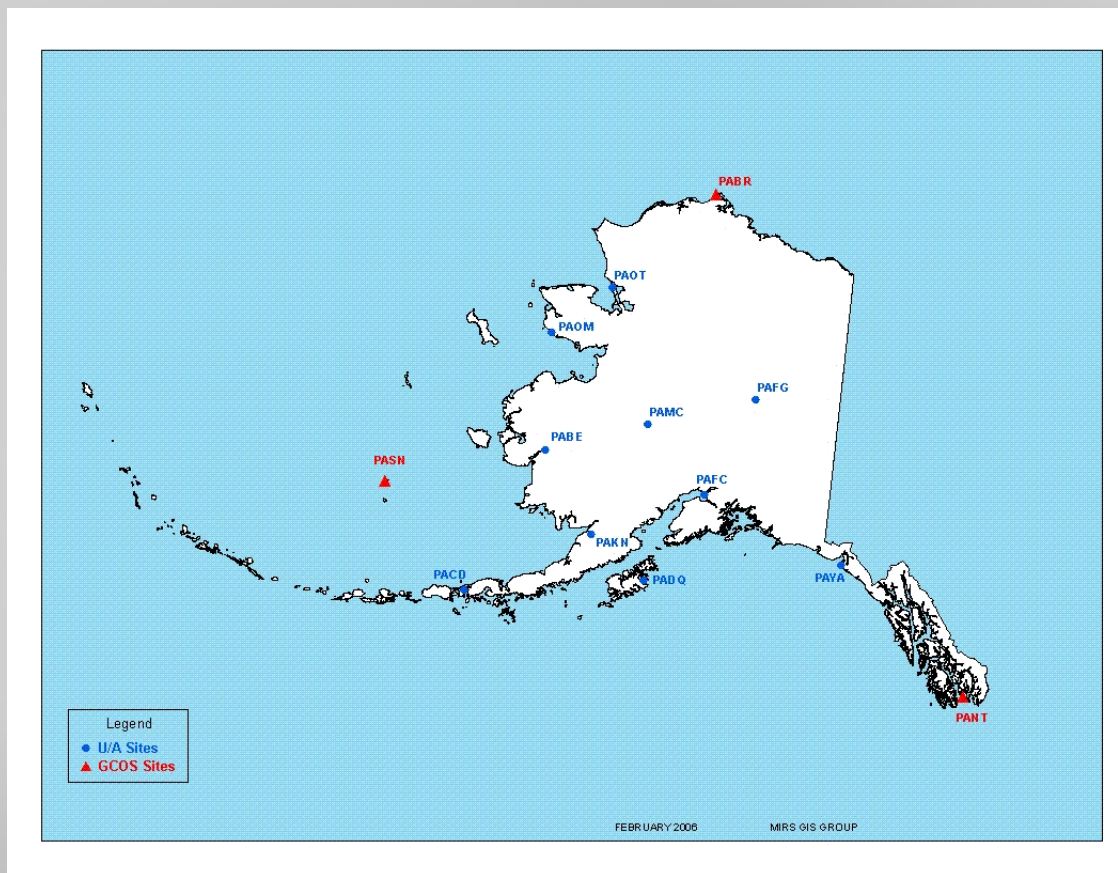 PABR
PAOT
PAOM
PAFG
PAMC
PABE
PASN
PAFC
PAKN
PACD
PADQ
PAYA
PANT
Legend
U/A Sites
GCOS Sites
FEBRUARY 2006 MIRS GIS GROUP